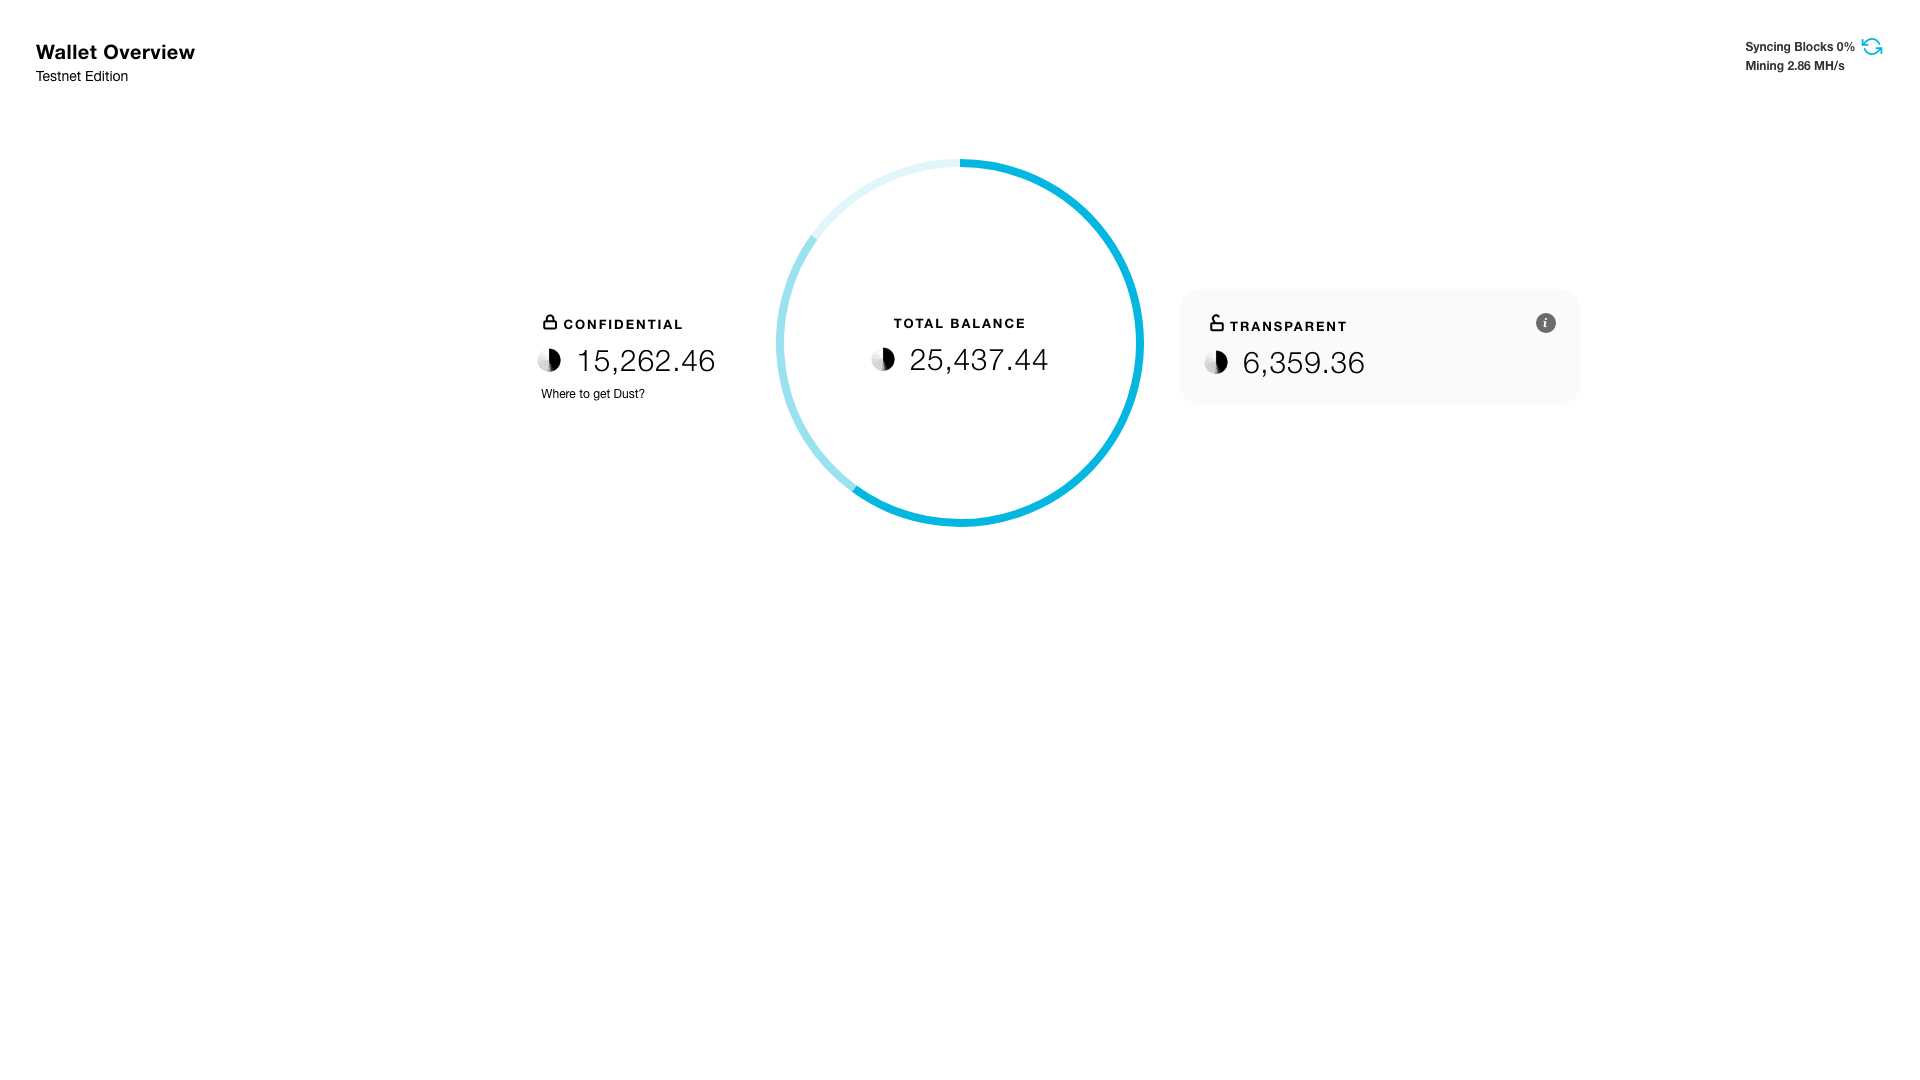 Wallet Overview
Testnet Edition
Syncing Blocks 0%
Mining 2.86 MH/s
CONFIDENTIAL
15,262.46
Where to get Dust?
TOTAL BALANCE
25,437.44
TRANSPARENT
i
6,359.36